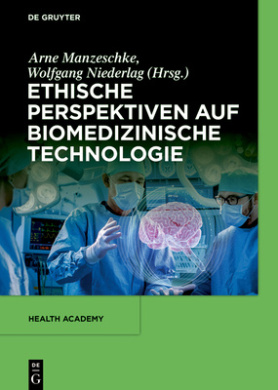 DE GRUYTER
Arne Manzeschke,
Wolfgang Niederlag (Hrsg.)
ETHISCHE
PERSPEKTIVEN AUF
BIOMEDIZINISCHE
TECHNOLOGIE
HEALTH ACADEMY
DE
G